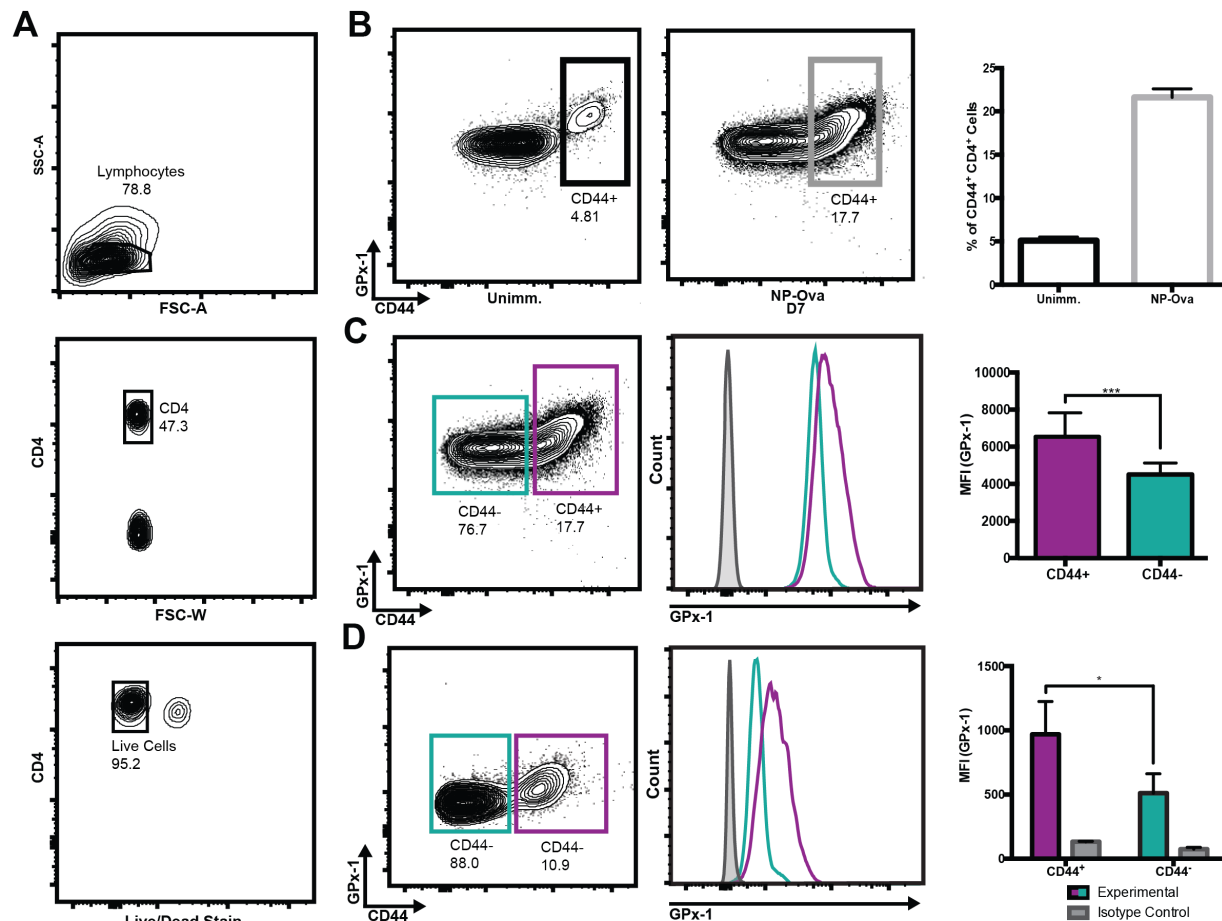 A
SSC-A
Lymphocytes
78.8
FSC-A
CD4
CD4
47.3
FSC-W
CD4
Live Cells
95.2
Live/Dead Stain
B
GPx-1
CD44
CD44+
4.81
Unimm.
CD44+
17.7
NP-Ova
D7
% of CD44+ CD4+ Cells
25
20
15
10
5
0
Unimm.
NP-Ova
C
GPx-1
CD44
CD44-
76.7
CD44+
17.7
Count
GPx-1
MFI (GPx-1)
10000
8000
6000
4000
2000
0
***
CD44+
CD44-
D
GPx-1
CD44
CD44-
88.0
CD44-
10.9
Count
GPx-1
MFI (GPx-1)
1500
1000
500
0
*
CD44+
CD44-
Experimental
Isotype Control